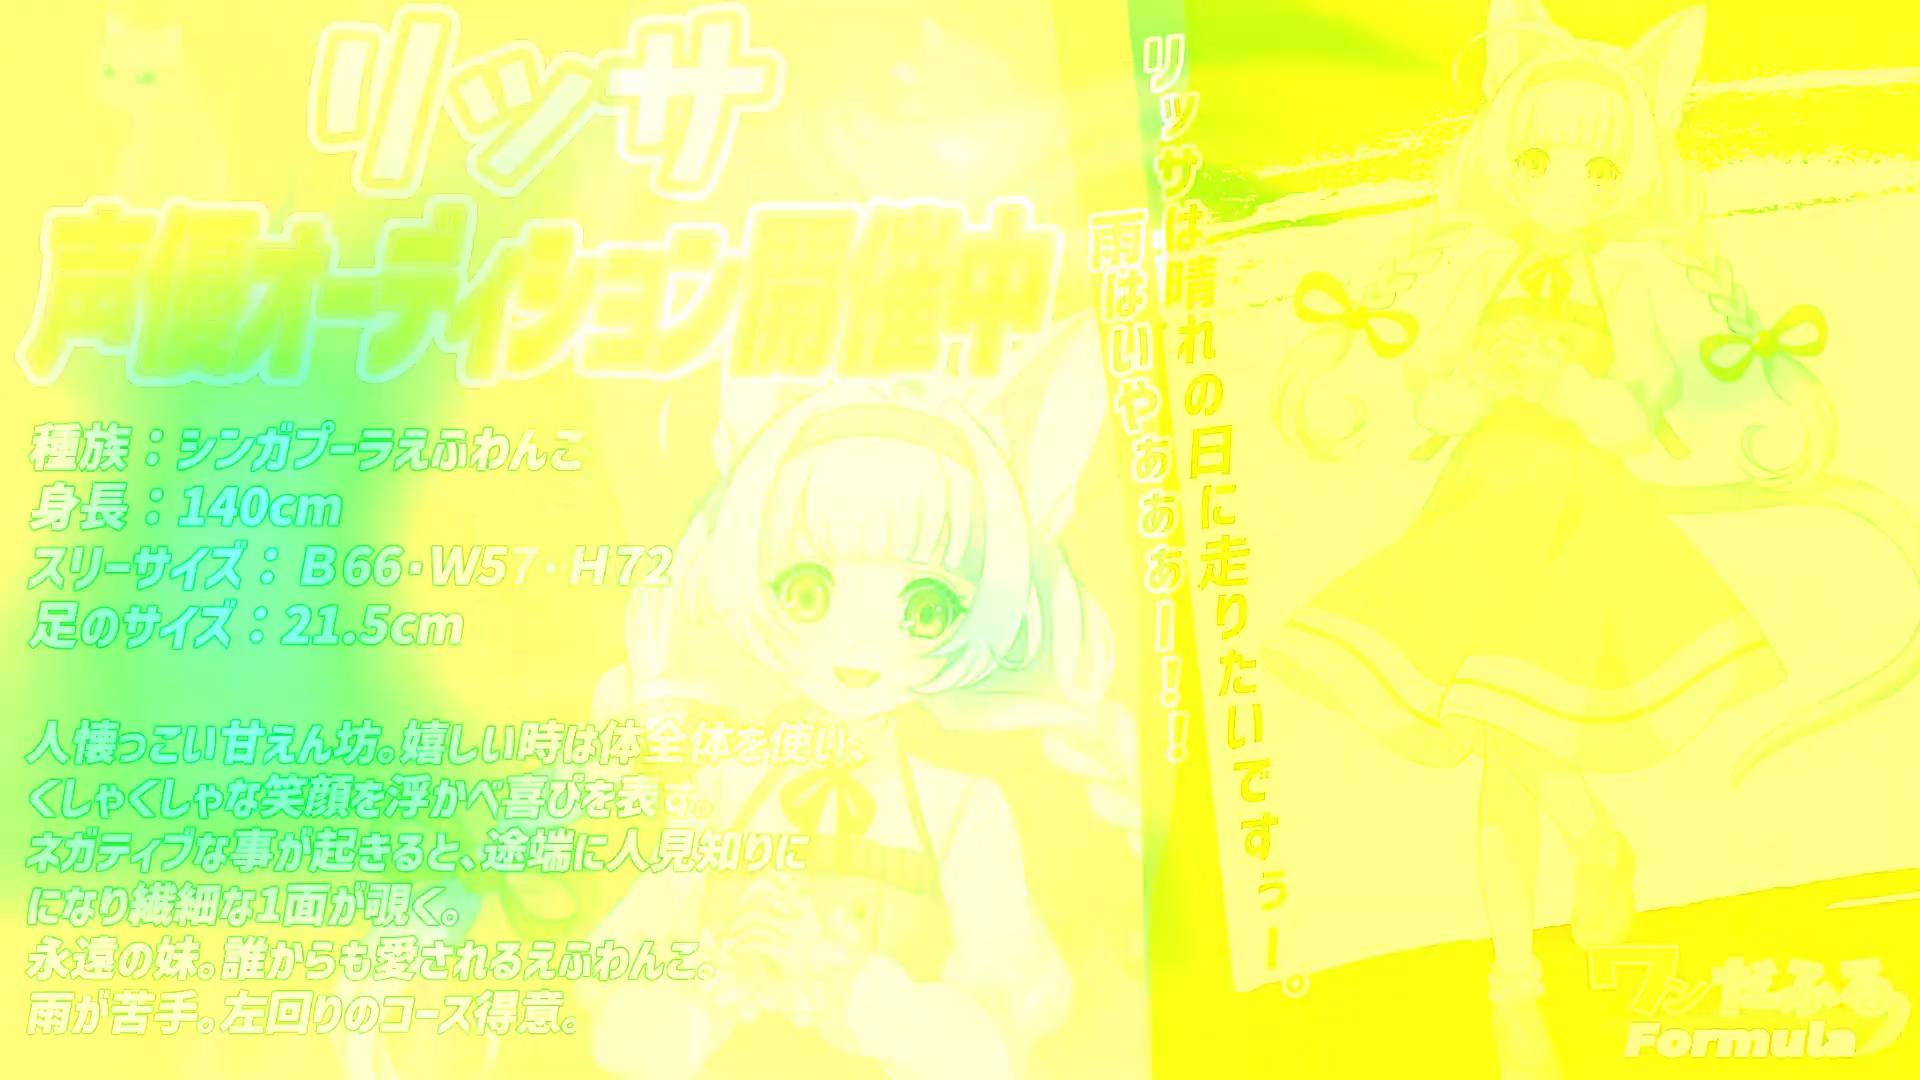 リッサ
声優オーディション開催中
種族：シンガプーラえふわんこ
身長：140cm
スリーサイズ：B66・W57・H72
足のサイズ：21.5cm
人懐っこい甘えん坊。嬉しい時は体全体を使い、
くしゃくしゃな笑顔を浮かべ喜びを表す。
ネガティブな事が起きると、途端に人見知りに
になり繊細な1面が覗く。
永遠の妹。誰からも愛されるえふわんこ。
雨が苦手。左回りのコース得意。
リッサは晴れの日に走りたいですぅー。
雨はいやぁぁぁー！！
ワンだふる
Formula